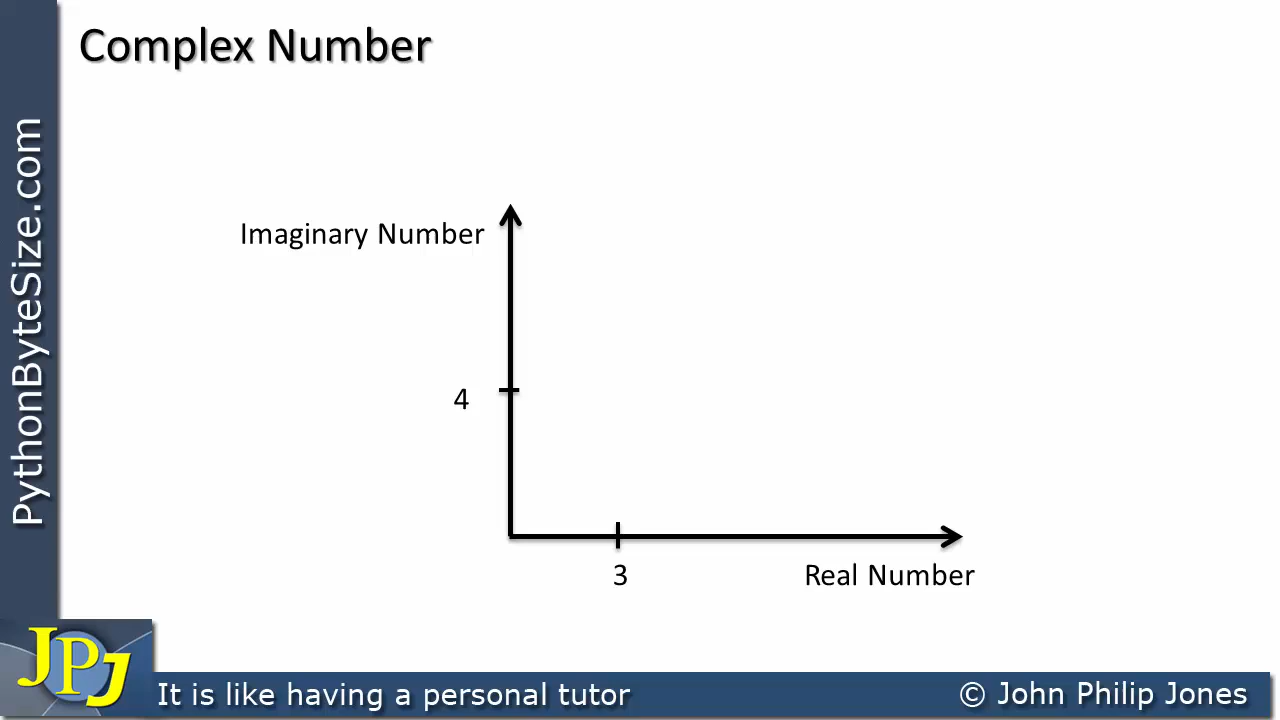 Complex Number
PythonByteSize.com
Imaginary Number
4
3
Real Number
JPJ
It is like having a personal tutor
© John Philip Jones